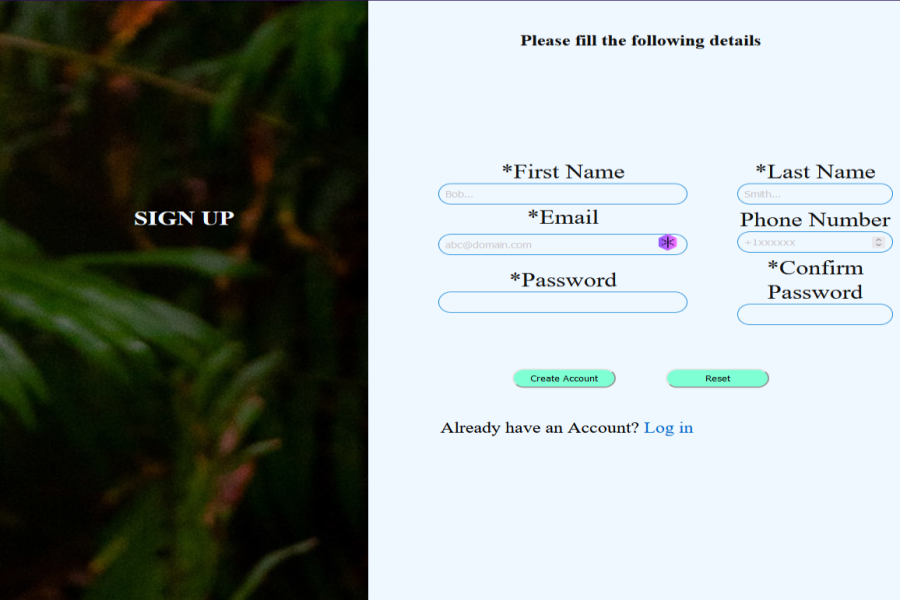 Please fill the following details
SIGN UP
*First Name
*Last Name
Bob...
Smith...
*Email
Phone Number
abc@domain.com
+1xxxxxx
*Password
*Confirm
Password
Create Account
Reset
Already have an Account? Log in